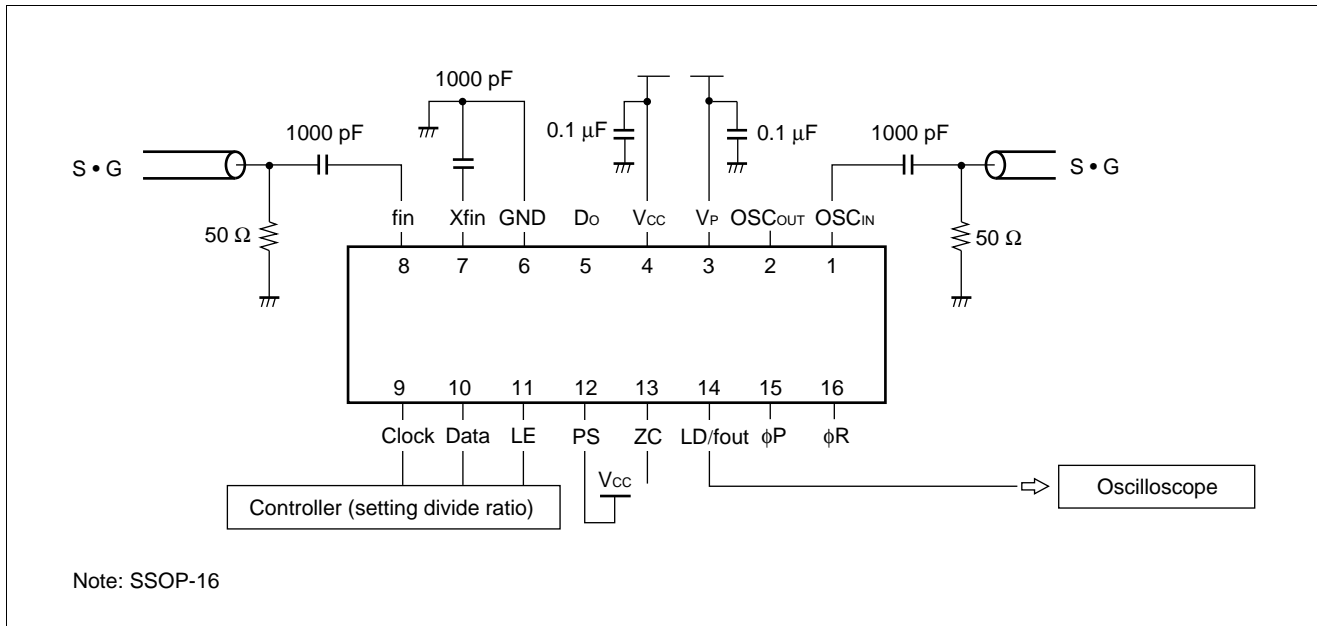 1000 pF
1000 pF
0.1 μF
0.1 μF
1000 pF
S • G
S • G
50 Ω
50 Ω
fin Xfin GND DO VCC VP OSCOUT OSCIN
8 7 6 5 4 3 2 1
9 10 11 12 13 14 15 16
Clock Data LE PS ZC LD/fout φP φR
VCC
Controller (setting divide ratio)
Oscilloscope
Note: SSOP-16